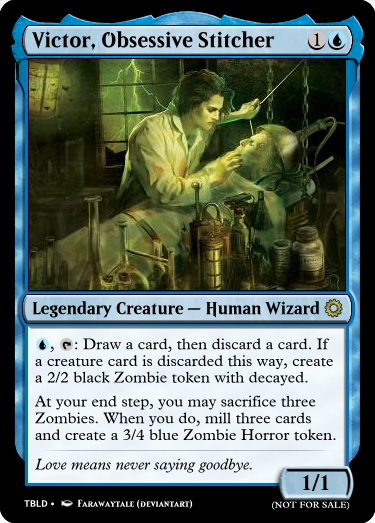 Victor, Obsessive Stitcher 1
Legendary Creature — Human Wizard
: Draw a card, then discard a card. If
a creature card is discarded this way, create
a 2/2 black Zombie token with decayed.
At your end step, you may sacrifice three
Zombies. When you do, mill three cards
and create a 3/4 blue Zombie Horror token.
Love means never saying goodbye.
1/1
TBLD • Farawaytale (deviantart)
(NOT FOR SALE)